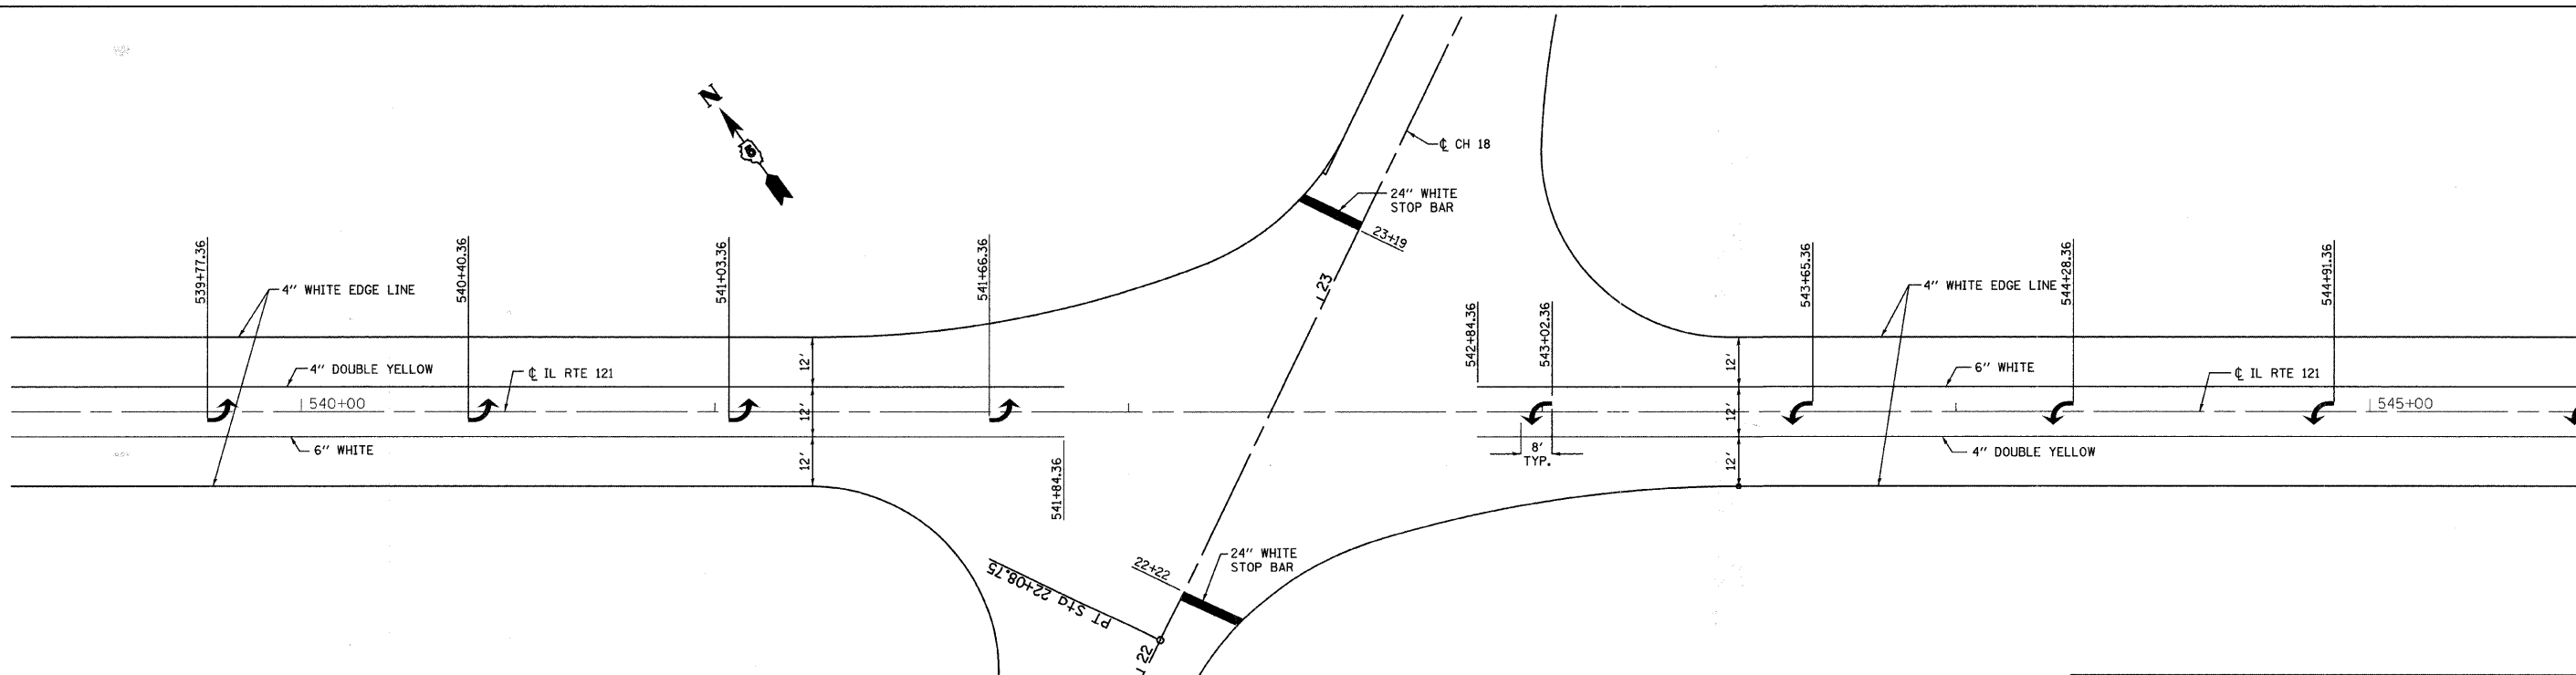 N
5
℄ CH 18
24" WHITE
STOP BAR
23+19
23
539+77.36
540+40.36
541+03.36
541+66.36
542+84.36
543+02.36
543+65.36
544+28.36
544+91.36
4" WHITE EDGE LINE
4" WHITE EDGE LINE
4" DOUBLE YELLOW
℄ IL RTE 121
540+00
6" WHITE
12'
12'
12'
541+84.36
8'
TYP.
12'
12'
12'
6" WHITE
℄ IL RTE 121
545+00
4" DOUBLE YELLOW
24" WHITE
STOP BAR
22+22
PT Sta 22+08.75
22